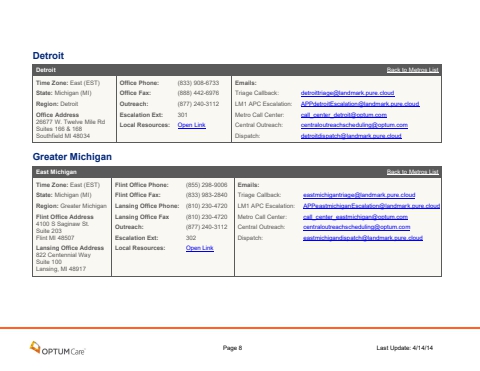 Detroit
Detroit Back to Metros List
Time Zone: East (EST) Office Phone: (833) 908-6733 Emails:
State: Michigan (MI) Office Fax: (888) 442-6976 Triage Callback: detroittriage@landmark.pure.cloud
Region: Detroit Outreach: (877) 240-3112 LM1 APC Escalation: APPdetroitEscalation@landmark.pure.cloud
Office Address Escalation Ext: 301 Metro Call Center: call_center_detroit@optum.com
26677 W. Twelve Mile Rd Local Resources: Open Link Central Outreach: centraloutreachscheduling@optum.com
Suites 166 & 168
Southfield MI 48034 Dispatch: detroitdispatch@landmark.pure.cloud
Greater Michigan
East Michigan Back to Metros List
Time Zone: East (EST) Flint Office Phone: (855) 298-9006 Emails:
State: Michigan (MI) Flint Office Fax: (833) 983-2840 Triage Callback: eastmichigantriage@landmark.pure.cloud
Region: Greater Michigan Lansing Office Phone: (810) 230-4720 LM1 APC Escalation: APPeastmichiganEscalation@landmark.pure.cloud
Flint Office Address Lansing Office Fax (810) 230-4720 Metro Call Center: call_center_eastmichigan@optum.com
4100 S Saginaw St. Outreach: (877) 240-3112 Central Outreach: centraloutreachscheduling@optum.com
Suite 203
Flint MI 48507 Escalation Ext: 302 Dispatch: eastmichigandispatch@landmark.pure.cloud
Lansing Office Address Local Resources: Open Link
822 Centennial Way
Suite 100
Lansing, MI 48917
OPTUMCare Page 8 Last Update: 4/14/14